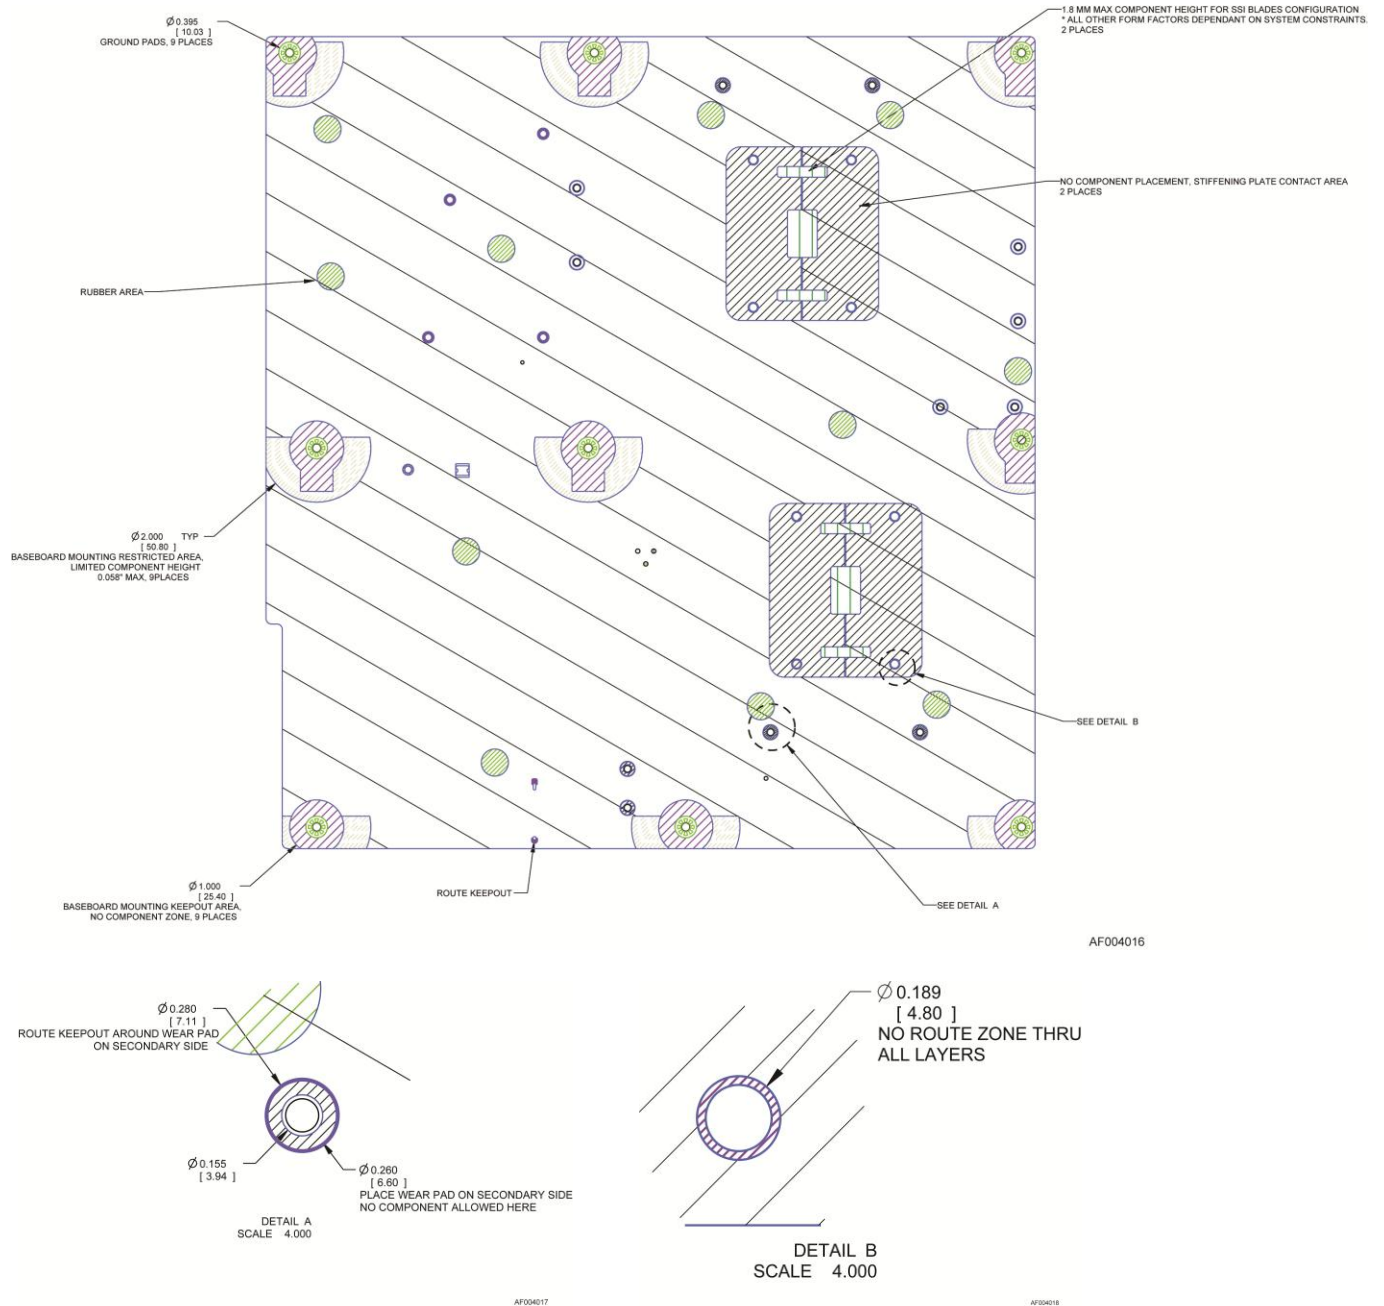 Ø 0.395
[ 10.03 ]
GROUND PADS, 9 PLACES
1.8 MM MAX COMPONENT HEIGHT FOR SSI BLADES CONFIGURATION
* ALL OTHER FORM FACTORS DEPENDANT ON SYSTEM CONSTRAINTS.
2 PLACES
NO COMPONENT PLACEMENT, STIFFENING PLATE CONTACT AREA
2 PLACES
RUBBER AREA
Ø 2.000 TYP
[ 50.80 ]
BASEBOARD MOUNTING RESTRICTED AREA,
LIMITED COMPONENT HEIGHT
0.058" MAX, 9PLACES
SEE DETAIL B
Ø 1.000
[ 25.40 ]
BASEBOARD MOUNTING KEEPOUT AREA,
NO COMPONENT ZONE, 9 PLACES
ROUTE KEEPOUT
SEE DETAIL A
AF004016
Ø 0.280
[ 7.11 ]
ROUTE KEEPOUT AROUND WEAR PAD
ON SECONDARY SIDE
Ø 0.155
[ 3.94 ]
Ø 0.260
[ 6.60 ]
PLACE WEAR PAD ON SECONDARY SIDE
NO COMPONENT ALLOWED HERE
DETAIL A
SCALE 4.000
AF004017
Ø 0.189
[ 4.80 ]
NO ROUTE ZONE THRU
ALL LAYERS
DETAIL B
SCALE 4.000
AF004018